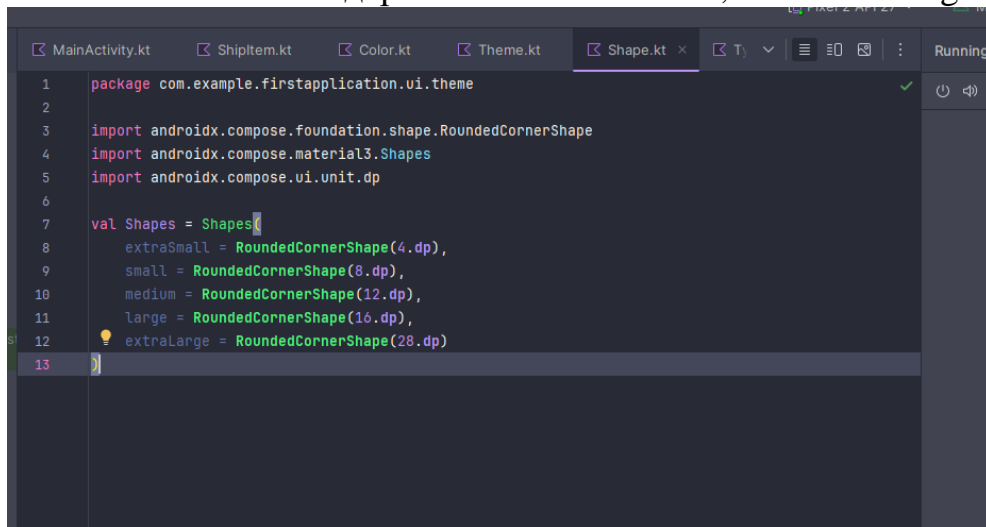 MainActivity.kt ShipItem.kt Color.kt Theme.kt Shape.kt Running
1 package com.example.firstapplication.ui.theme
2
3 import androidx.compose.foundation.shape.RoundedCornerShape
4 import androidx.compose.material3.Shapes
5 import androidx.compose.ui.unit.dp
6
7 val Shapes = Shapes(
8 extraSmall = RoundedCornerShape(4.dp),
9 small = RoundedCornerShape(8.dp),
10 medium = RoundedCornerShape(12.dp),
11 large = RoundedCornerShape(16.dp),
12 extraLarge = RoundedCornerShape(28.dp)
13 )